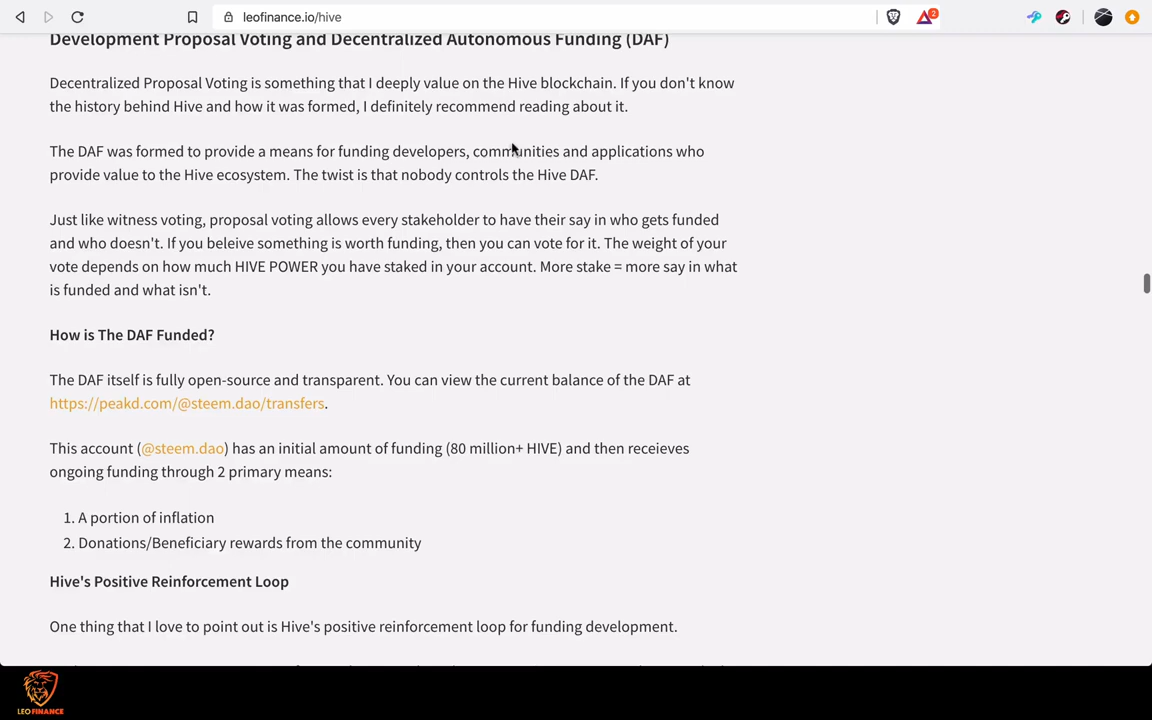 leofinance.io/hive
2
Development Proposal Voting and Decentralized Autonomous Funding (DAF)
Decentralized Proposal Voting is something that I deeply value on the Hive blockchain. If you don't know
the history behind Hive and how it was formed, I definitely recommend reading about it.
The DAF was formed to provide a means for funding developers, communities and applications who
provide value to the Hive ecosystem. The twist is that nobody controls the Hive DAF.
Just like witness voting, proposal voting allows every stakeholder to have their say in who gets funded
and who doesn't. If you beleive something is worth funding, then you can vote for it. The weight of your
vote depends on how much HIVE POWER you have staked in your account. More stake = more say in what
is funded and what isn't.
How is The DAF Funded?
The DAF itself is fully open-source and transparent. You can view the current balance of the DAF at
https://peakd.com/@steem.dao/transfers.
This account (@steem.dao) has an initial amount of funding (80 million+ HIVE) and then receieves
ongoing funding through 2 primary means:
1. A portion of inflation
2. Donations/Beneficiary rewards from the community
Hive's Positive Reinforcement Loop
One thing that I love to point out is Hive's positive reinforcement loop for funding development.
LEOFINANCE